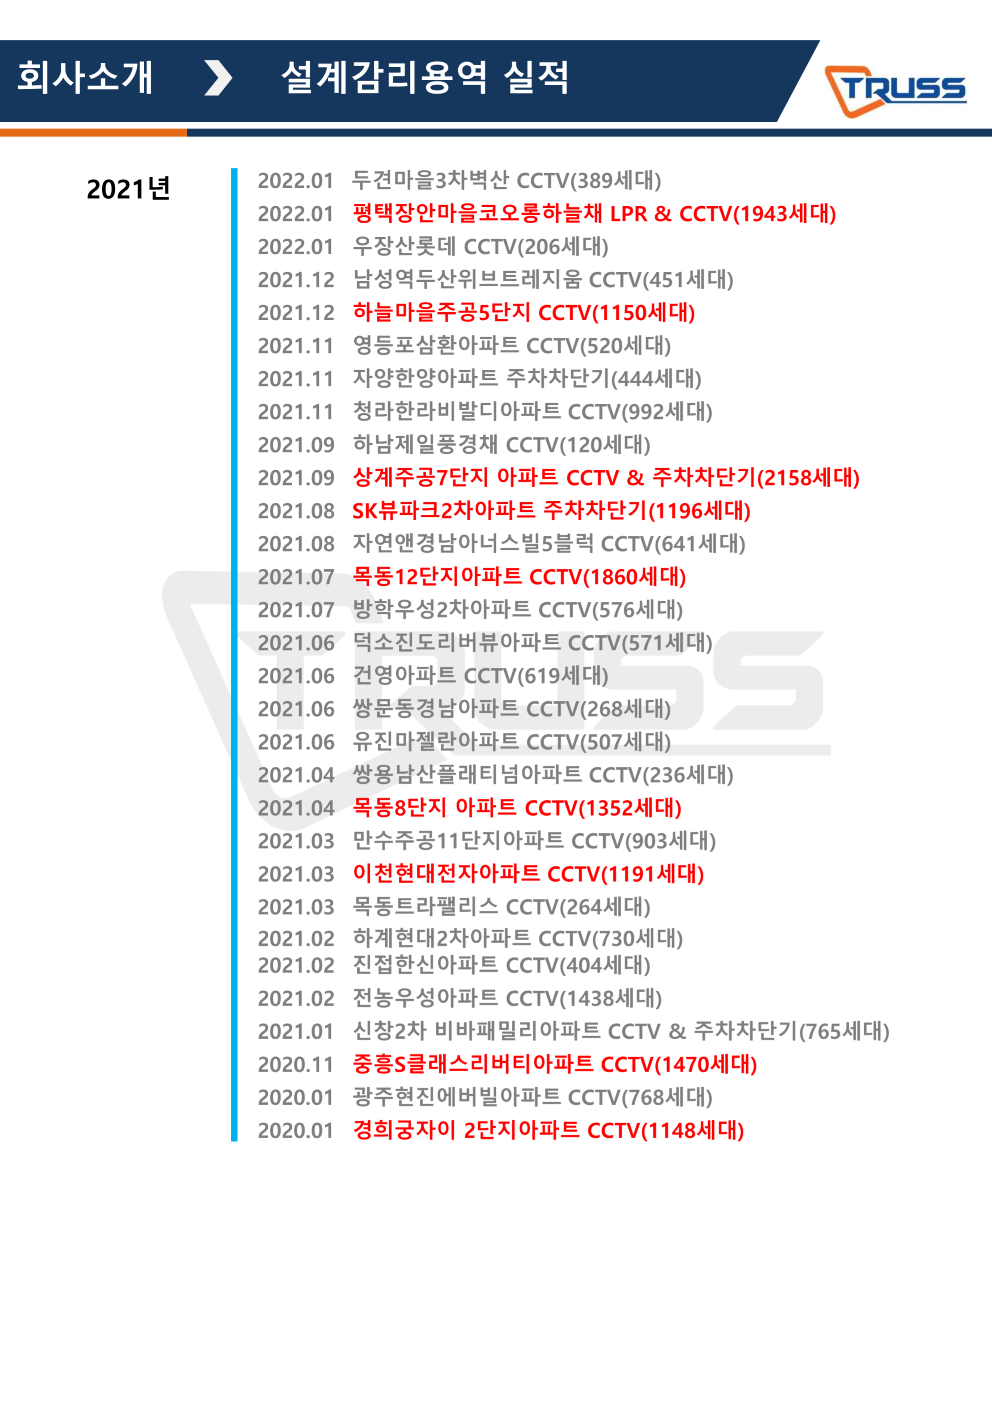 회사소개 설계감리용역 실적
TRUSS
2021년
2022.01 두견마을3차벽산 CCTV(389세대)
2022.01 평택장안마을코오롱하늘채 LPR & CCTV(1943세대)
2022.01 우장산롯데 CCTV(206세대)
2021.12 남성역두산위브트레지움 CCTV(451세대)
2021.12 하늘마을주공5단지 CCTV(1150세대)
2021.11 영등포삼환아파트 CCTV(520세대)
2021.11 자양한양아파트 주차차단기(444세대)
2021.11 청라한라비발디아파트 CCTV(992세대)
2021.09 하남제일풍경채 CCTV(120세대)
2021.09 상계주공7단지 아파트 CCTV & 주차차단기(2158세대)
2021.08 SK뷰파크2차아파트 주차차단기(1196세대)
2021.08 자연앤경남아너스빌5블럭 CCTV(641세대)
2021.07 목동12단지아파트 CCTV(1860세대)
2021.07 방학우성2차아파트 CCTV(576세대)
2021.06 덕소진도리버뷰아파트 CCTV(571세대)
2021.06 건영아파트 CCTV(619세대)
2021.06 쌍문동경남아파트 CCTV(268세대)
2021.06 유진마젤란아파트 CCTV(507세대)
2021.04 쌍용남산플래티넘아파트 CCTV(236세대)
2021.04 목동8단지 아파트 CCTV(1352세대)
2021.03 만수주공11단지아파트 CCTV(903세대)
2021.03 이천현대전자아파트 CCTV(1191세대)
2021.03 목동트라팰리스 CCTV(264세대)
2021.02 하계현대2차아파트 CCTV(730세대)
2021.02 진접한신아파트 CCTV(404세대)
2021.02 전농우성아파트 CCTV(1438세대)
2021.01 신창2차 비바패밀리아파트 CCTV & 주차차단기(765세대)
2020.11 중흥S클래스리버티아파트 CCTV(1470세대)
2020.01 광주현진에버빌아파트 CCTV(768세대)
2020.01 경희궁자이 2단지아파트 CCTV(1148세대)
TRUSS